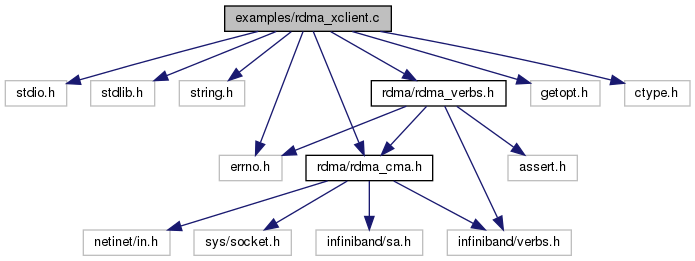 examples/rdma_xclient.c
stdio.h
stdlib.h
string.h
rdma/rdma_verbs.h
getopt.h
ctype.h
errno.h
rdma/rdma_cma.h
assert.h
netinet/in.h
sys/socket.h
infiniband/sa.h
infiniband/verbs.h